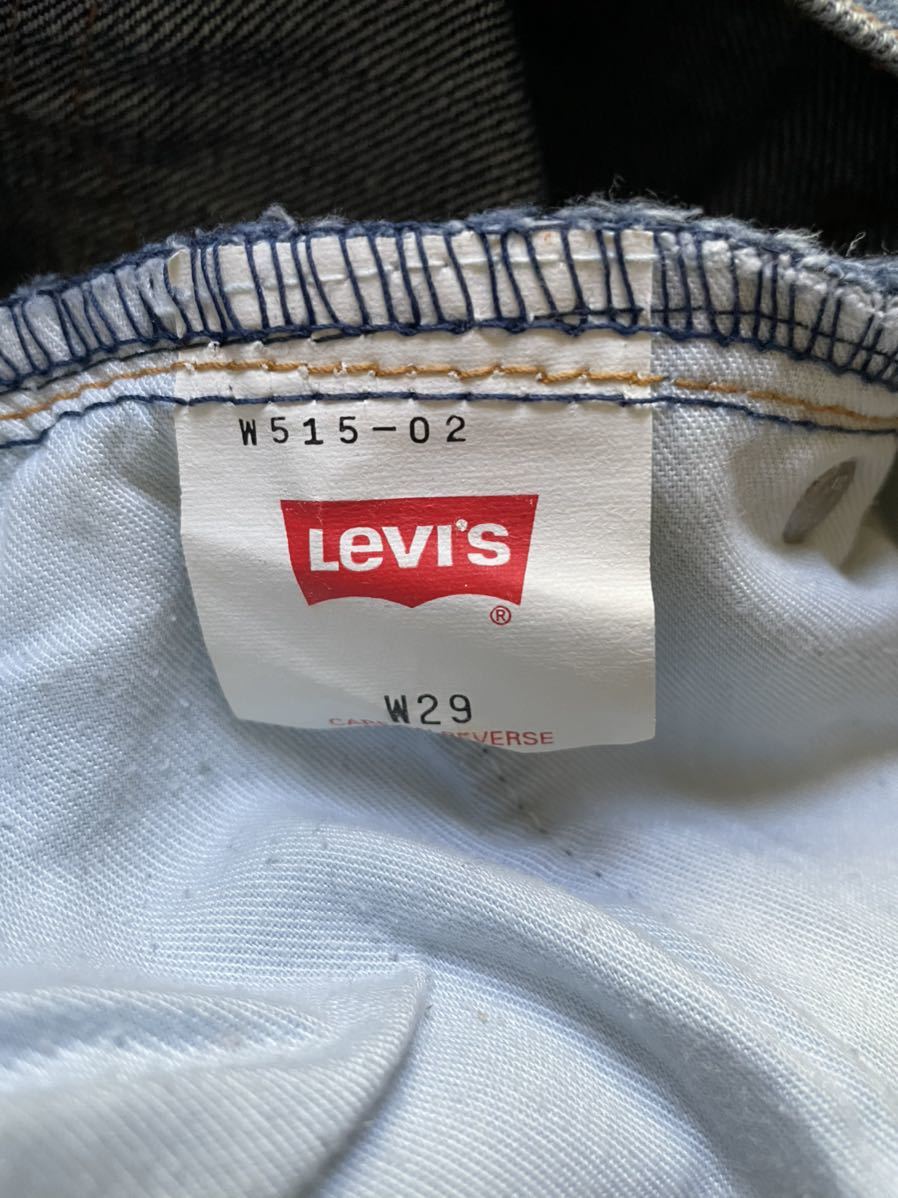 W515-02
Levi's
®
W29
REVERSE